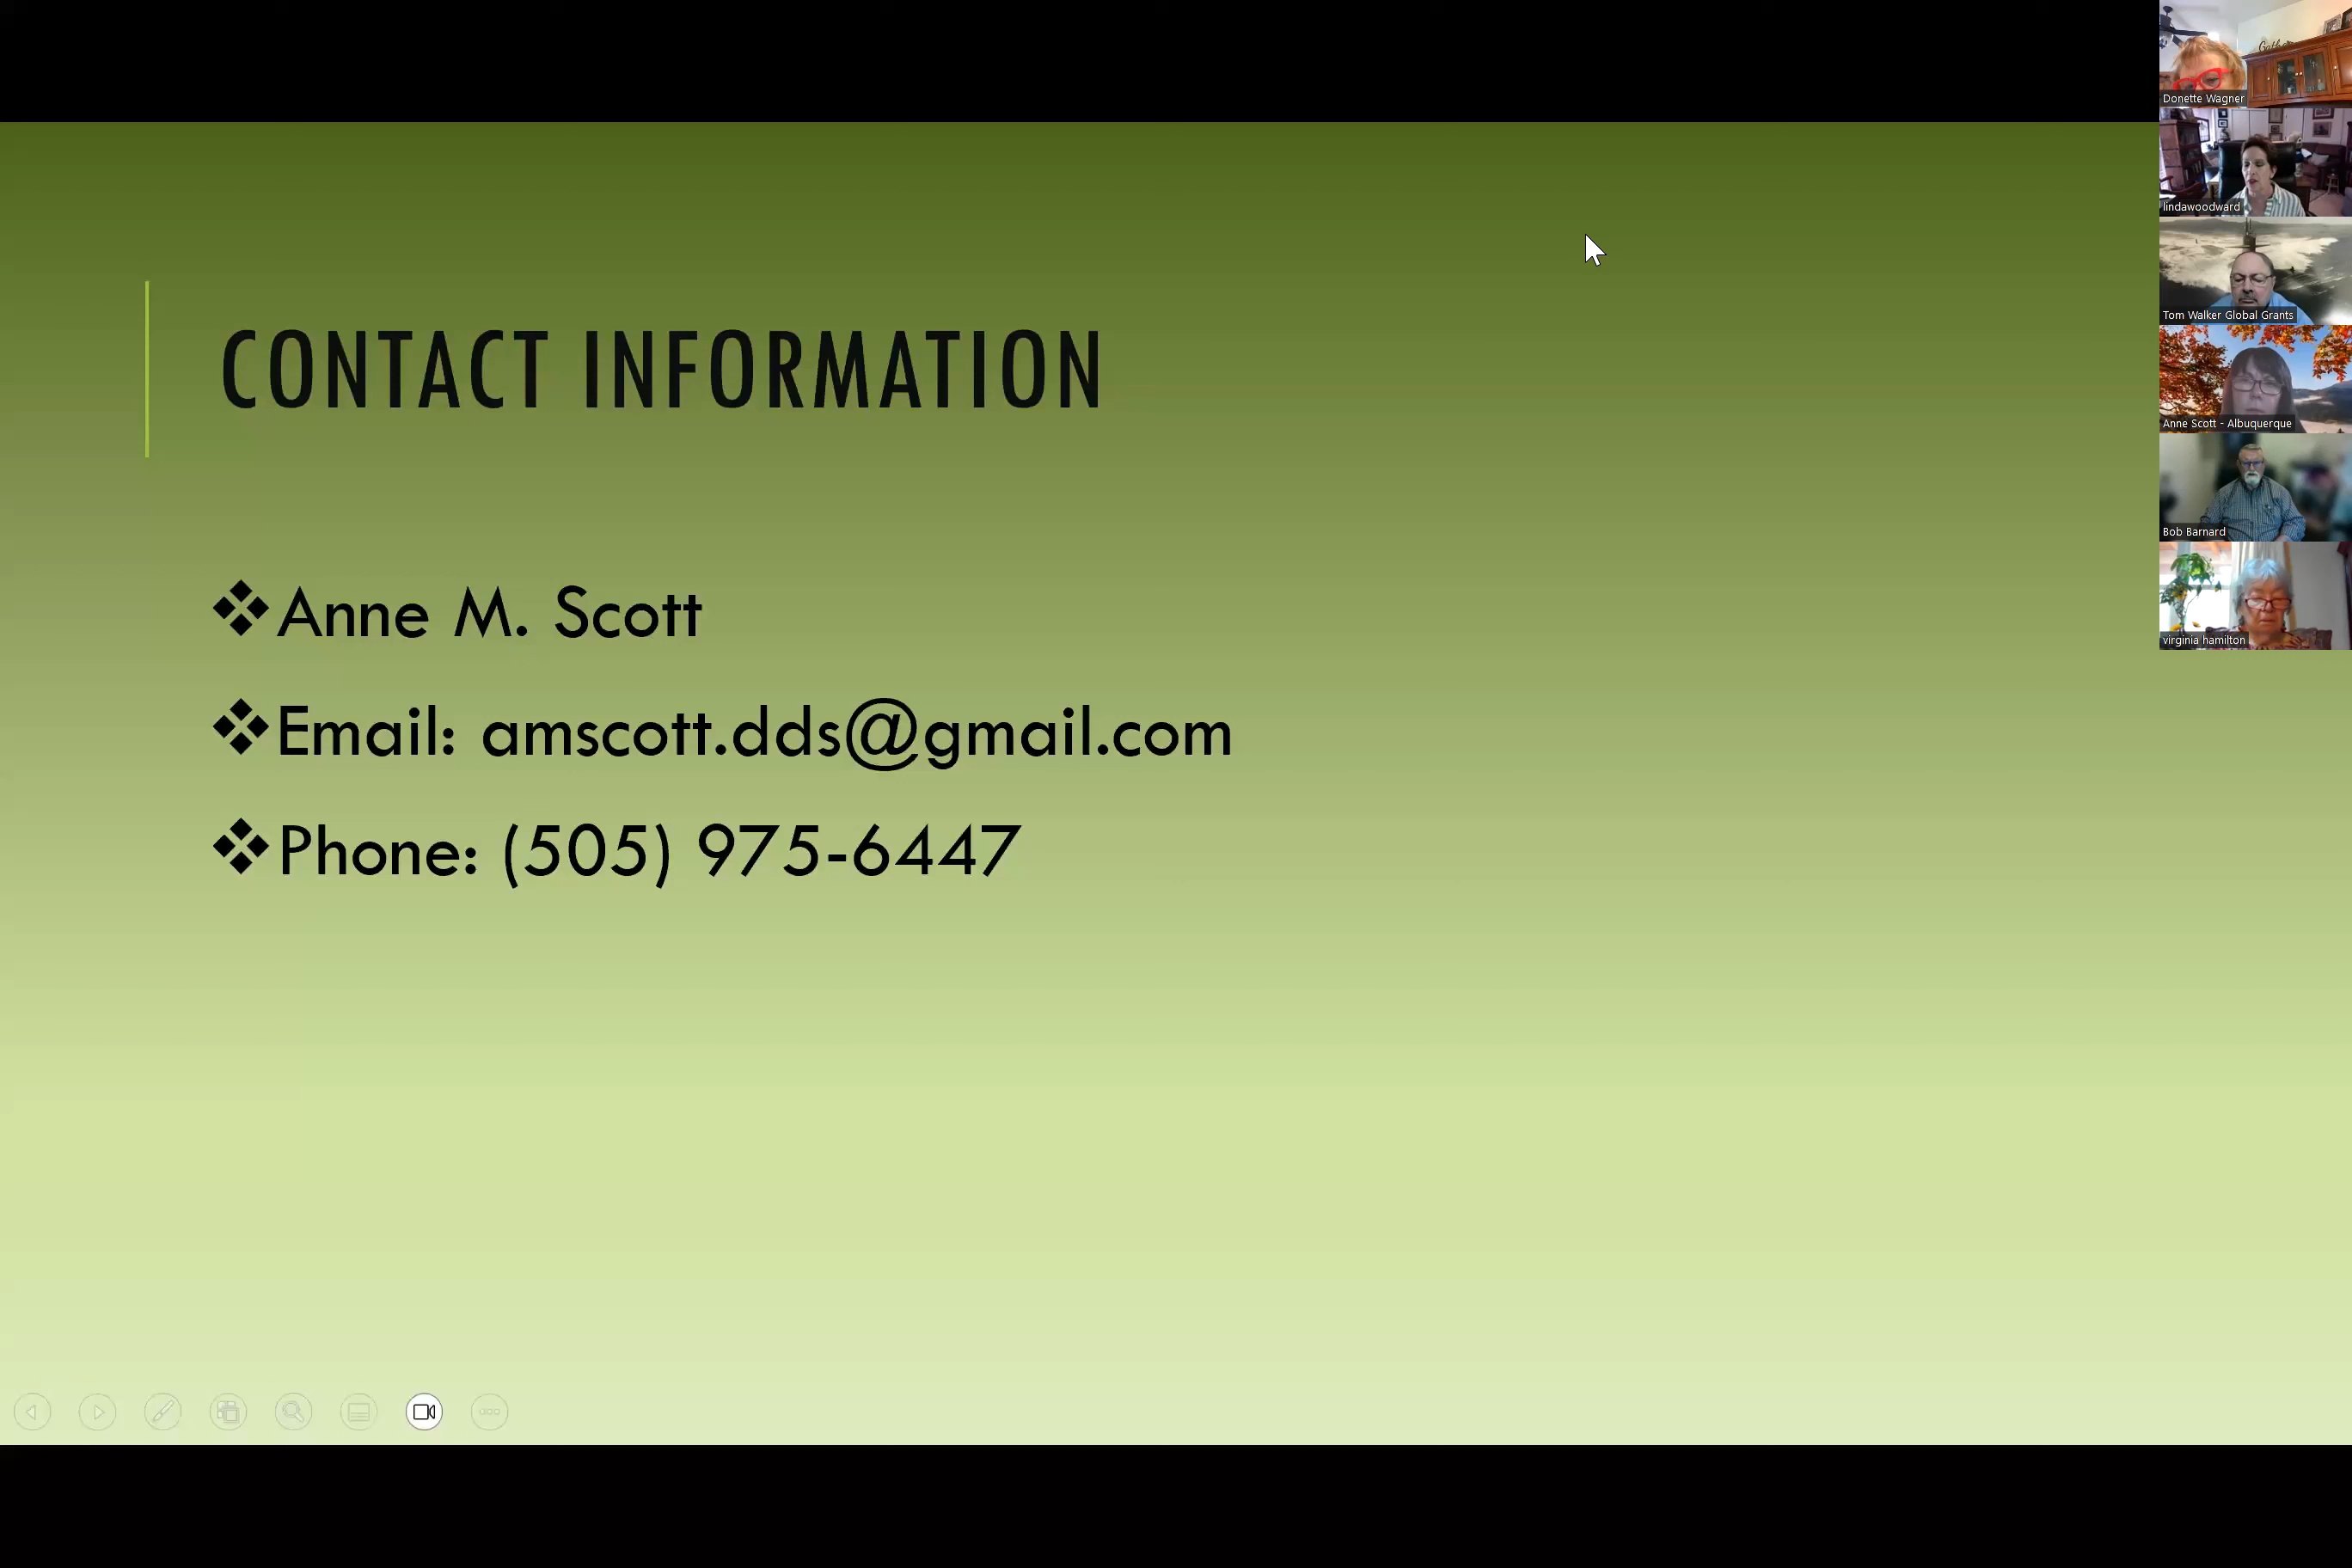 CONTACT INFORMATION
❖Anne M. Scott
❖Email: amscott.dds@gmail.com
❖Phone: (505) 975-6447
Donette Wagner
lindawoodward
Tom Walker Global Grants
Anne Scott - Albuquerque
Bob Barnard
virginia hamilton